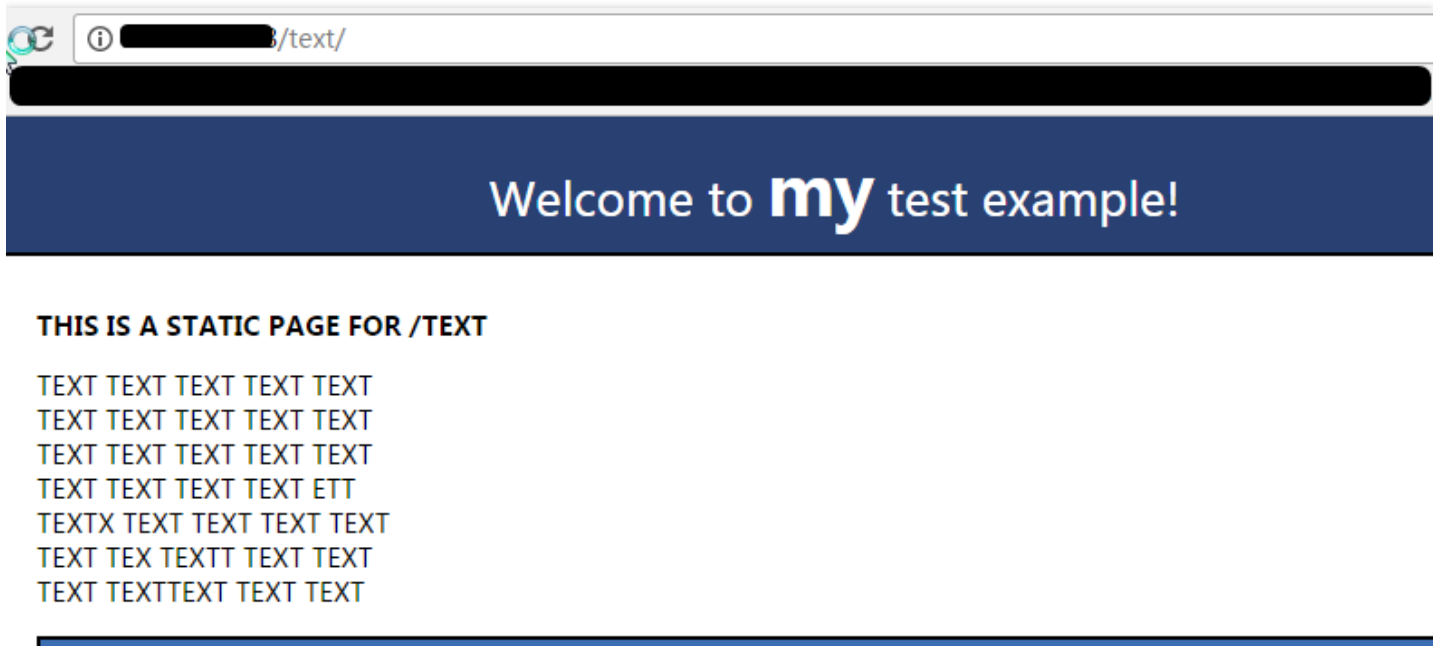 /text/
Welcome to my test example!
THIS IS A STATIC PAGE FOR /TEXT
TEXT TEXT TEXT TEXT TEXT
TEXT TEXT TEXT TEXT TEXT
TEXT TEXT TEXT TEXT TEXT
TEXT TEXT TEXT TEXT ETT
TEXTX TEXT TEXT TEXT TEXT
TEXT TEX TEXTT TEXT TEXT
TEXT TEXTTEXT TEXT TEXT